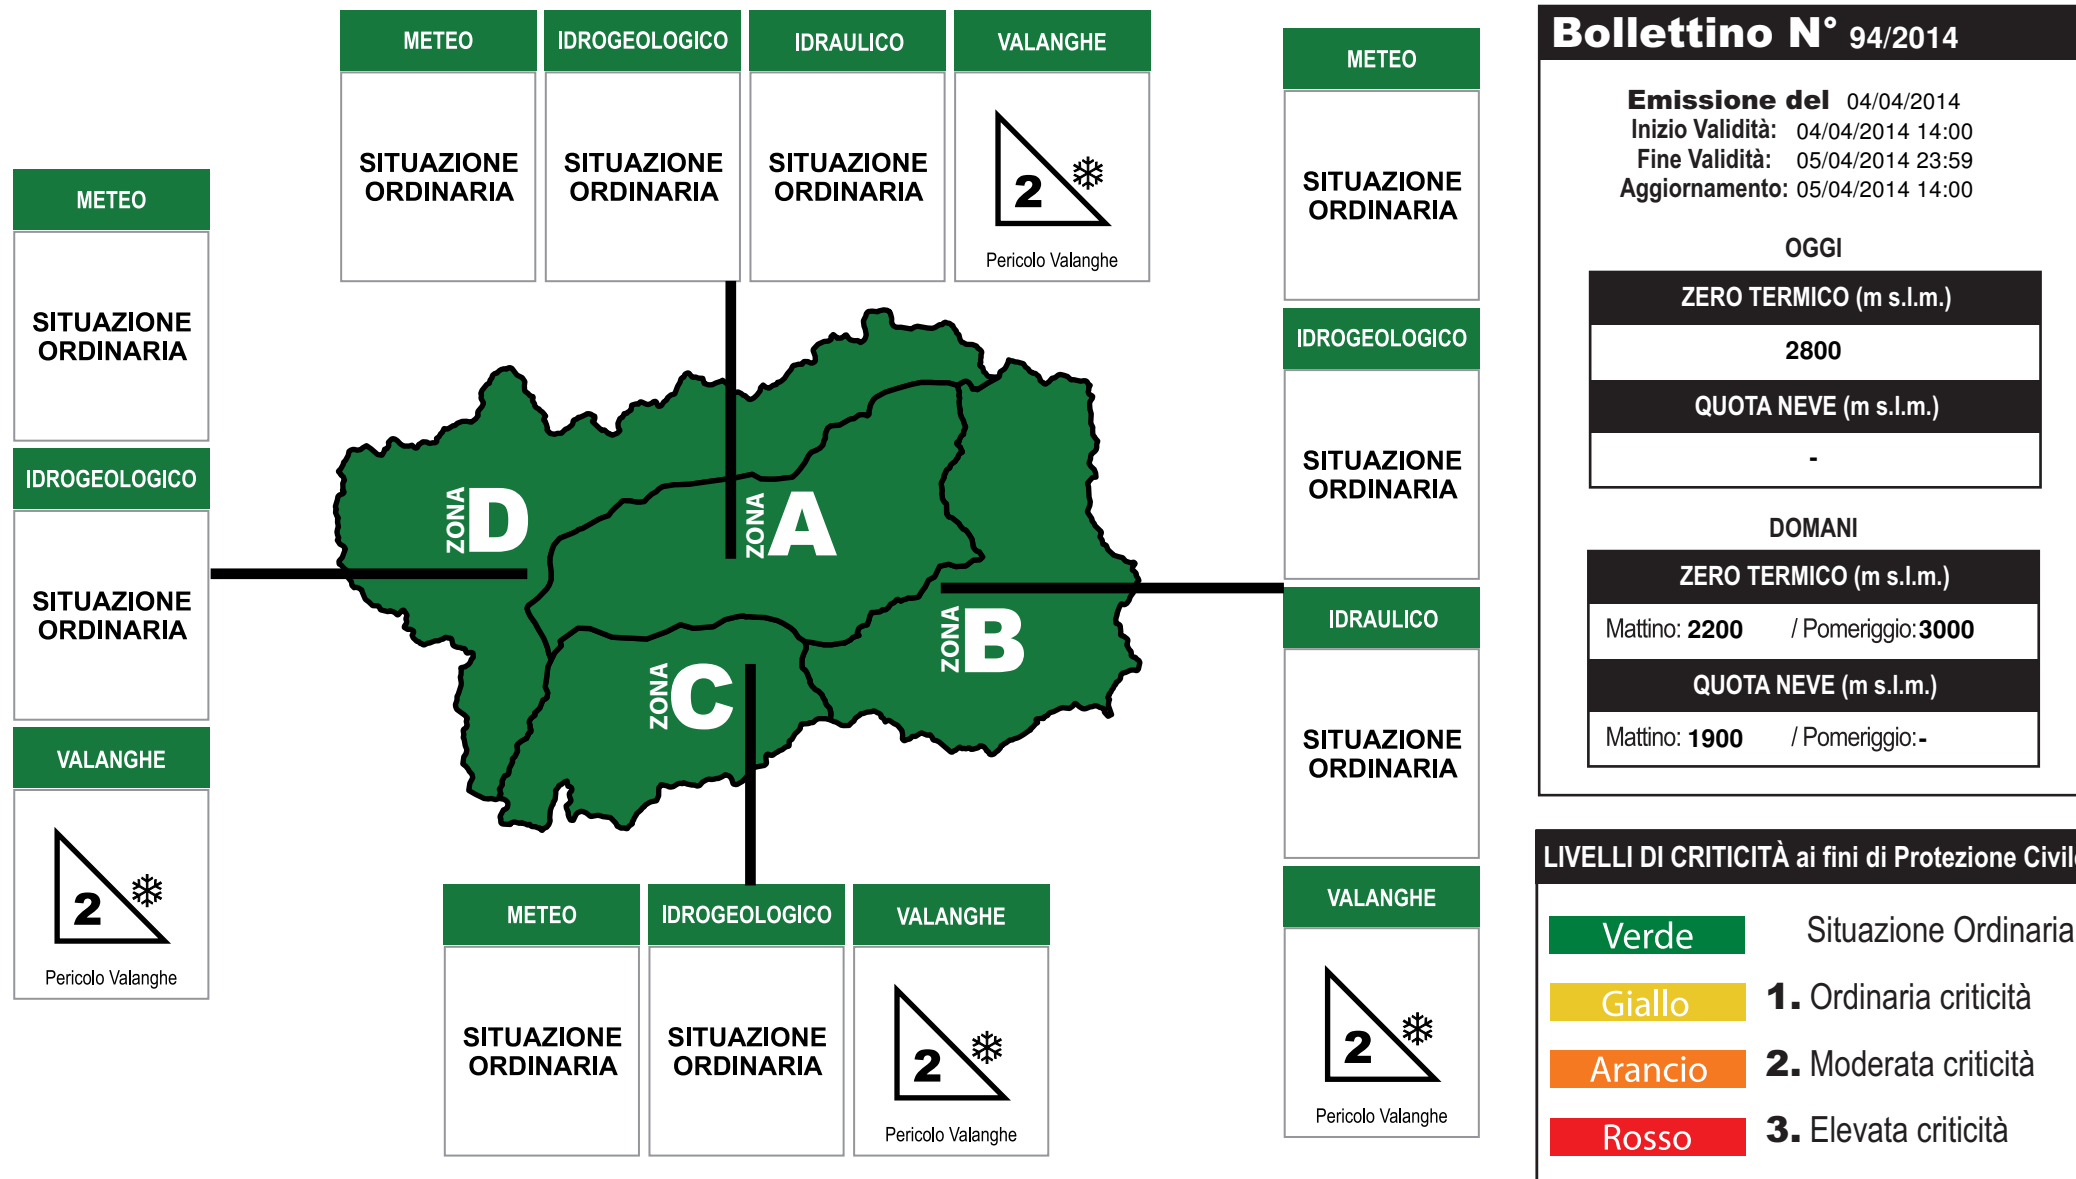 METEO
IDROGEOLOGICO
IDRAULICO
VALANGHE
SITUAZIONE
ORDINARIA
SITUAZIONE
ORDINARIA
SITUAZIONE
ORDINARIA
2
Pericolo Valanghe
METEO
SITUAZIONE
ORDINARIA
IDROGEOLOGICO
SITUAZIONE
ORDINARIA
VALANGHE
2
Pericolo Valanghe
ZONA D
ZONA A
ZONA B
ZONA C
METEO
SITUAZIONE
ORDINARIA
IDROGEOLOGICO
SITUAZIONE
ORDINARIA
IDRAULICO
SITUAZIONE
ORDINARIA
VALANGHE
2
Pericolo Valanghe
METEO
IDROGEOLOGICO
VALANGHE
SITUAZIONE
ORDINARIA
SITUAZIONE
ORDINARIA
2
Pericolo Valanghe
Bollettino N° 94/2014
Emissione del 04/04/2014
Inizio Validità: 04/04/2014 14:00
Fine Validità: 05/04/2014 23:59
Aggiornamento: 05/04/2014 14:00
OGGI
ZERO TERMICO (m s.l.m.)
2800
QUOTA NEVE (m s.l.m.)
-
DOMANI
ZERO TERMICO (m s.l.m.)
Mattino: 2200 / Pomeriggio: 3000
QUOTA NEVE (m s.l.m.)
Mattino: 1900 / Pomeriggio: -
LIVELLI DI CRITICITÀ ai fini di Protezione Civile
Verde Situazione Ordinaria
Giallo 1. Ordinaria criticità
Arancio 2. Moderata criticità
Rosso 3. Elevata criticità